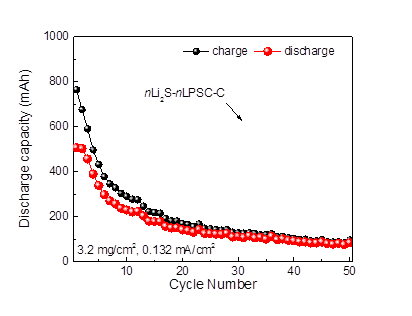 1000
800
600
400
200
0
Discharge capacity (mAh)
charge discharge
nLi₂S-nLPSC-C
3.2 mg/cm², 0.132 mA/cm²
10 20 30 40 50
Cycle Number